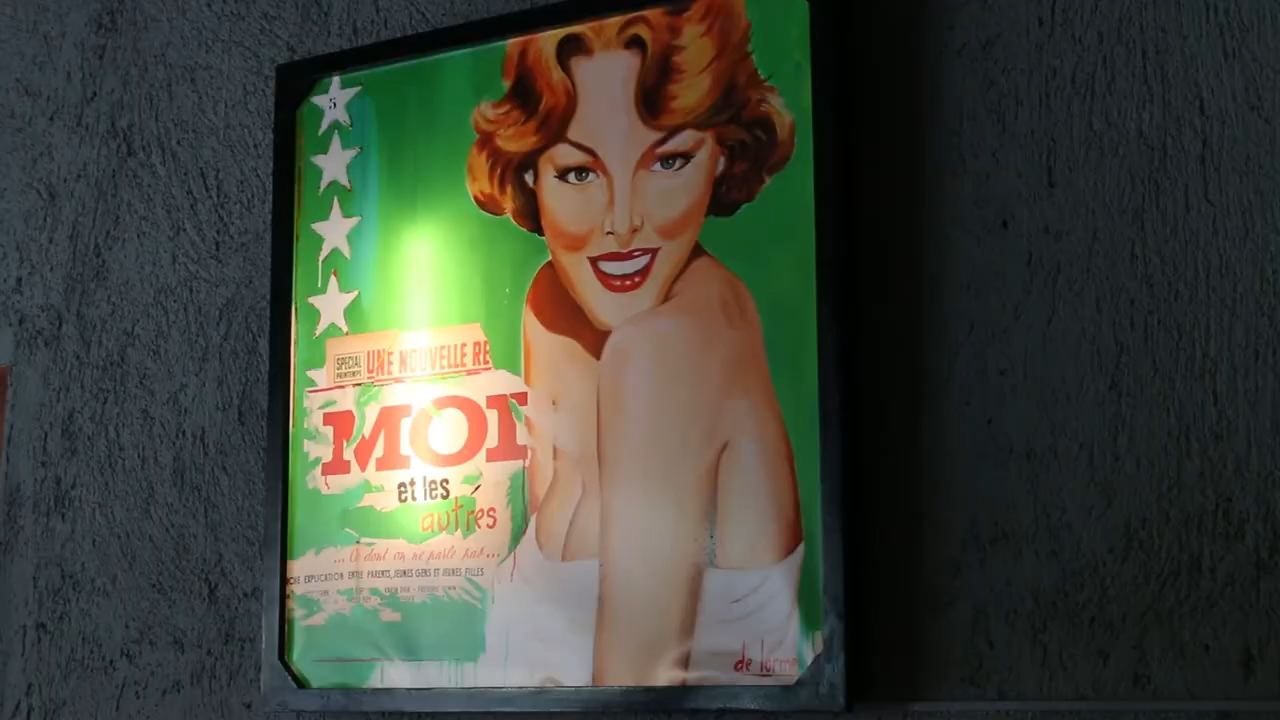 5
SPECIAL
PRINTEMPS
UNE NOUVELLE RE
MOI
et les
autres
... Ce dont on ne parle pas...
CHE EXPLICATION ENTRE PARENTS, JEUNES GENS ET JEUNES FILLES
de lorme